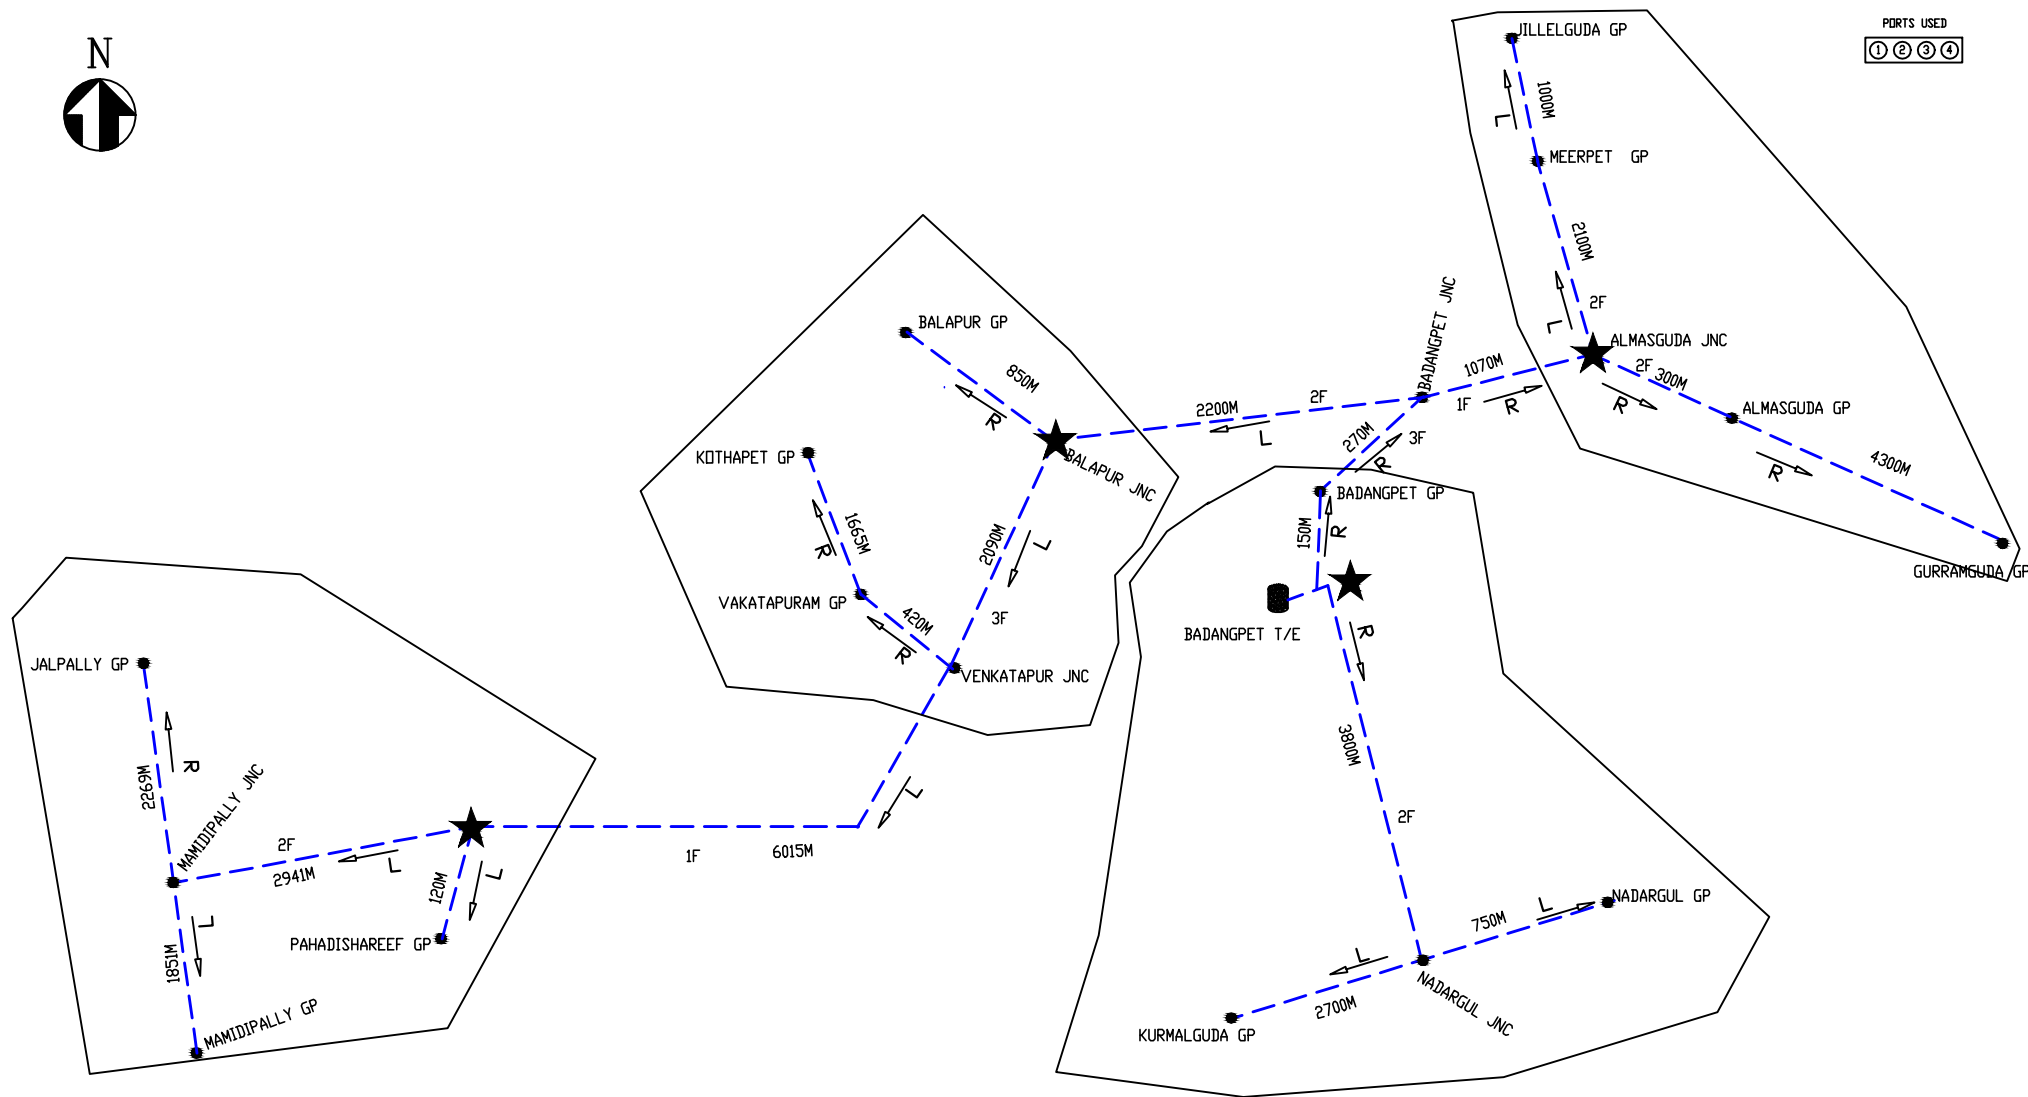 N
PORTS USED
1 2 3 4
JILLELGUDA GP
1000M
L
MEERPET GP
2100M
L
2F
ALMASGUDA JNC
2F
300M
R
ALMASGUDA GP
4300M
R
GURRAMGUDA GP
BADANGPET JNC
1070M
1F
R
2F
2200M
L
270M
3F
R
BADANGPET GP
150M
R
BADANGPET T/E
R
3800M
2F
NADARGUL GP
L
750M
L
NADARGUL JNC
2700M
KURMALGUDA GP
BALAPUR GP
850M
R
BALAPUR JNC
KOTHAPET GP
1665M
R
2090M
L
3F
VAKATAPURAM GP
420M
R
VENKATAPUR JNC
L
1F
6015M
JALPALLY GP
R
2269M
MAMIDIPALLY JNC
2F
2941M
L
120M
L
PAHADISHAREEF GP
L
1851M
MAMIDIPALLY GP